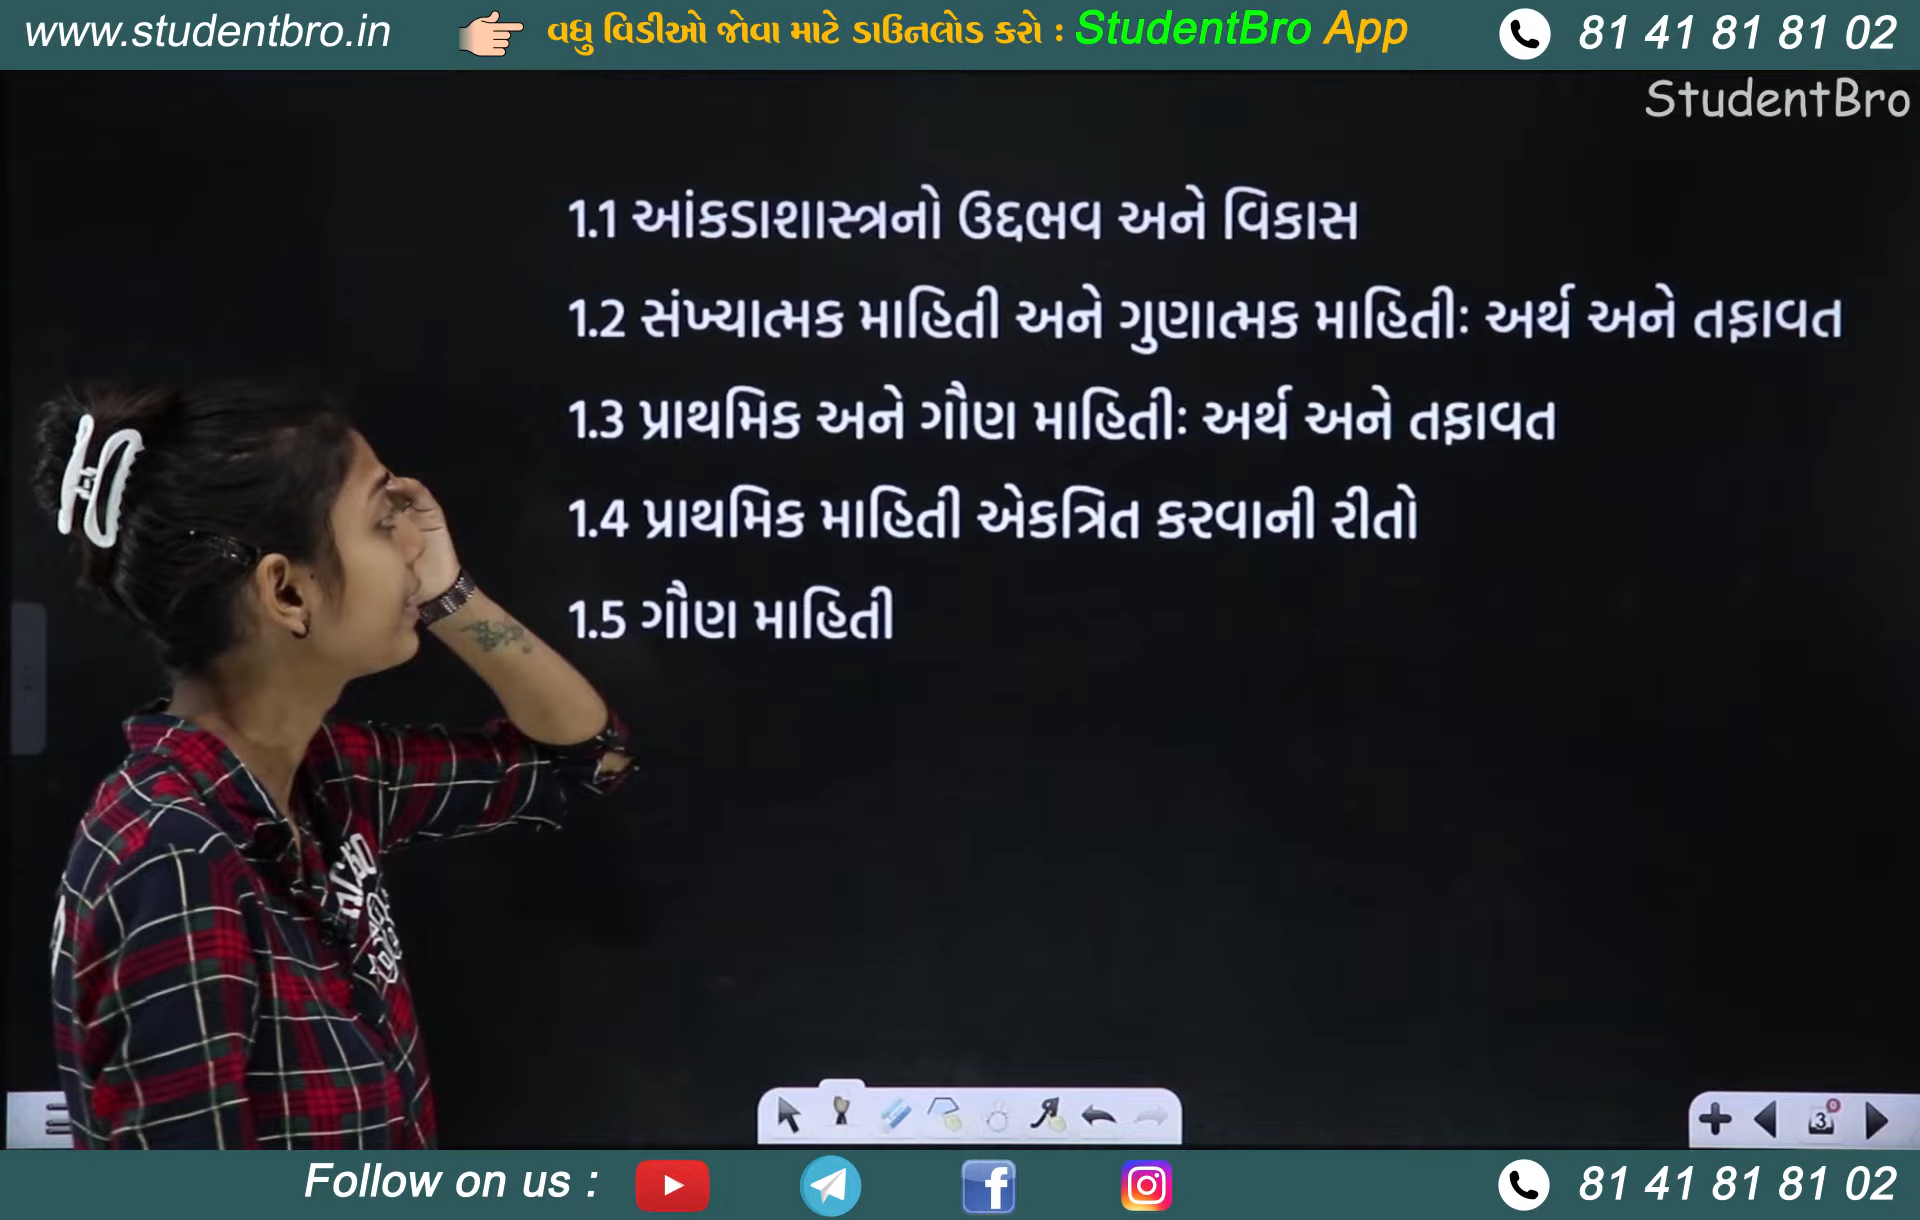 www.studentbro.in વધુ વિડીઓ જોવા માટે ડાઉનલોડ કરો : StudentBro App 81 41 81 81 02
StudentBro
1.1 આંકડાશાસ્ત્રનો ઉદ્દભવ અને વિકાસ
1.2 સંખ્યાત્મક માહિતી અને ગુણાત્મક માહિતીઃ અર્થ અને તફાવત
1.3 પ્રાથમિક અને ગૌણ માહિતીઃ અર્થ અને તફાવત
1.4 પ્રાથમિક માહિતી એકત્રિત કરવાની રીતો
1.5 ગૌણ માહિતી
3
Follow on us : 81 41 81 81 02